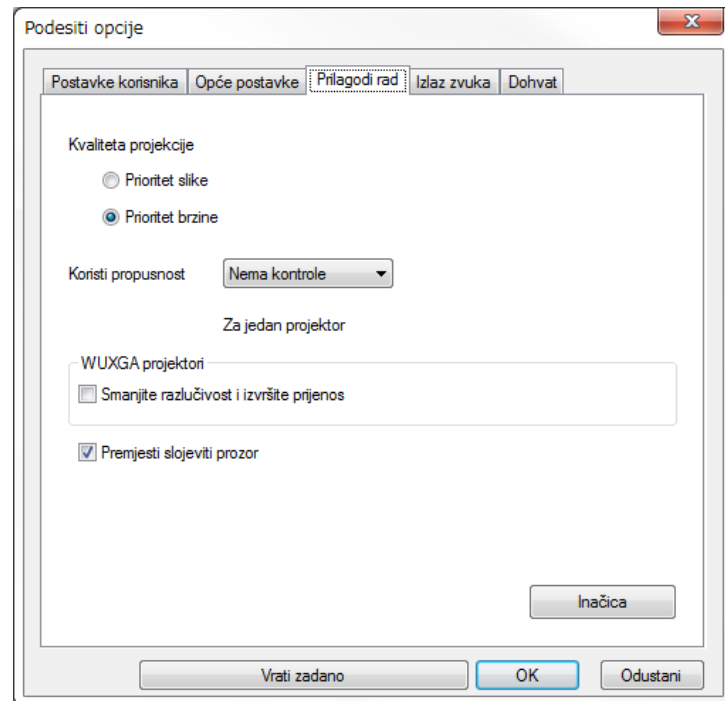 Podesiti opcije
Postavke korisnika Opće postavke Prilagodi rad Izlaz zvuka Dohvat
Kvaliteta projekcije
Prioritet slike
Prioritet brzine
Koristi propusnost Nema kontrole
Za jedan projektor
WUXGA projektori
Smanjite razlučivost i izvršite prijenos
Premjesti slojeviti prozor
Inačica
Vrati zadano OK Odustani